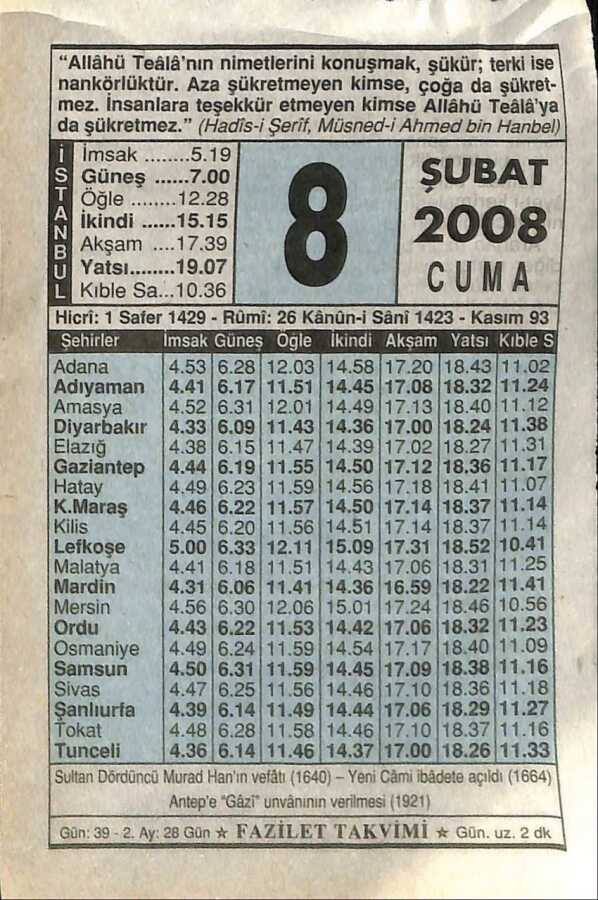 “Allâhü Teâlâ’nın nimetlerini konuşmak, şükür; terki ise
nankörlüktür. Aza şükretmeyen kimse, çoğa da şükret-
mez. İnsanlara teşekkür etmeyen kimse Allâhü Teâlâ’ya
da şükretmez.” (Hadîs-i Şerîf, Müsned-i Ahmed bin Hanbel)
İSTANBUL
İmsak ........5.19
Güneş ......7.00
Öğle .......12.28
İkindi ......15.15
Akşam ....17.39
Yatsı........19.07
Kıble Sa...10.36
8
ŞUBAT
2008
CUMA
Hicrî: 1 Safer 1429 - Rûmî: 26 Kânûn-i Sânî 1423 - Kasım 93
Şehirler İmsak Güneş Öğle İkindi Akşam Yatsı Kıble S
Adana 4.53 6.28 12.03 14.58 17.20 18.43 11.02
Adıyaman 4.41 6.17 11.51 14.45 17.08 18.32 11.24
Amasya 4.52 6.31 12.01 14.49 17.13 18.40 11.12
Diyarbakır 4.33 6.09 11.43 14.36 17.00 18.24 11.38
Elazığ 4.38 6.15 11.47 14.39 17.02 18.27 11.31
Gaziantep 4.44 6.19 11.55 14.50 17.12 18.36 11.17
Hatay 4.49 6.23 11.59 14.56 17.18 18.41 11.07
K.Maraş 4.46 6.22 11.57 14.50 17.14 18.37 11.14
Kilis 4.45 6.20 11.56 14.51 17.14 18.37 11.14
Lefkoşe 5.00 6.33 12.11 15.09 17.31 18.52 10.41
Malatya 4.41 6.18 11.51 14.43 17.06 18.31 11.25
Mardin 4.31 6.06 11.41 14.36 16.59 18.22 11.41
Mersin 4.56 6.30 12.06 15.01 17.24 18.46 10.56
Ordu 4.43 6.22 11.53 14.42 17.06 18.32 11.23
Osmaniye 4.49 6.24 11.59 14.54 17.17 18.40 11.09
Samsun 4.50 6.31 11.59 14.45 17.09 18.38 11.16
Sivas 4.47 6.25 11.56 14.46 17.10 18.36 11.18
Şanlıurfa 4.39 6.14 11.49 14.44 17.06 18.29 11.27
Tokat 4.48 6.28 11.58 14.46 17.10 18.37 11.16
Tunceli 4.36 6.14 11.46 14.37 17.00 18.26 11.33
Sultan Dördüncü Murad Han’ın vefâtı (1640) – Yeni Câmi ibâdete açıldı (1664)
Antep’e “Gâzi” unvânının verilmesi (1921)
Gün: 39 - 2. Ay: 28 Gün ☆ FAZİLET TAKVİMİ ☆ Gün. uz. 2 dk